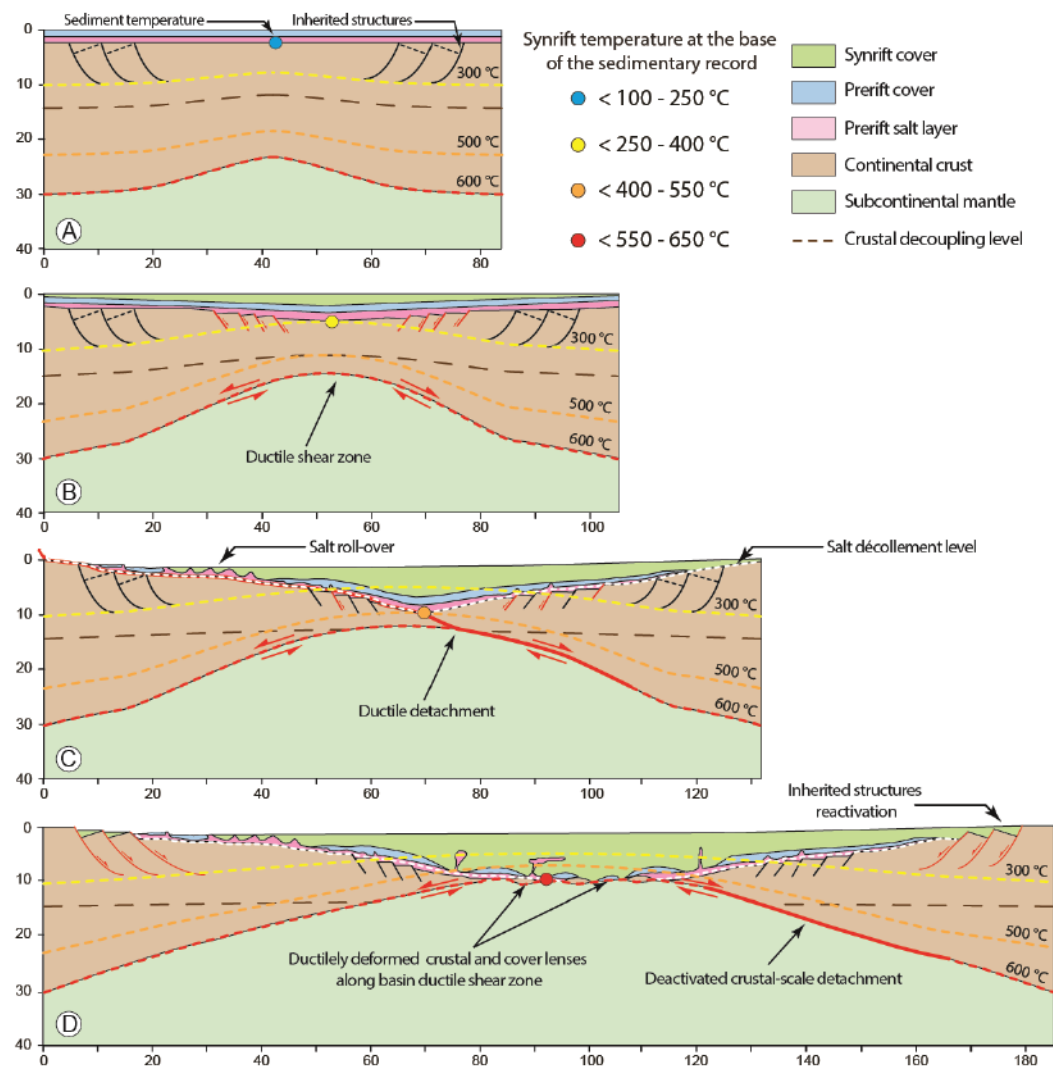 Sediment temperature
Inherited structures
0
10
20
30
40
300 °C
500 °C
600 °C
A
0 20 40 60 80
Synrift temperature at the base
of the sedimentary record
< 100 - 250 °C
< 250 - 400 °C
< 400 - 550 °C
< 550 - 650 °C
Synrift cover
Prerift cover
Prerift salt layer
Continental crust
Subcontinental mantle
Crustal decoupling level
0
10
20
30
40
300 °C
500 °C
600 °C
Ductile shear zone
B
0 20 40 60 80 100
Salt roll-over
Salt décollement level
0
10
20
30
40
300 °C
500 °C
600 °C
Ductile detachment
C
0 20 40 60 80 100 120
Inherited structures
reactivation
0
10
20
30
40
300 °C
500 °C
600 °C
Ductilely deformed crustal and cover lenses
along basin ductile shear zone
Deactivated crustal-scale detachment
D
0 20 40 60 80 100 120 140 160 180